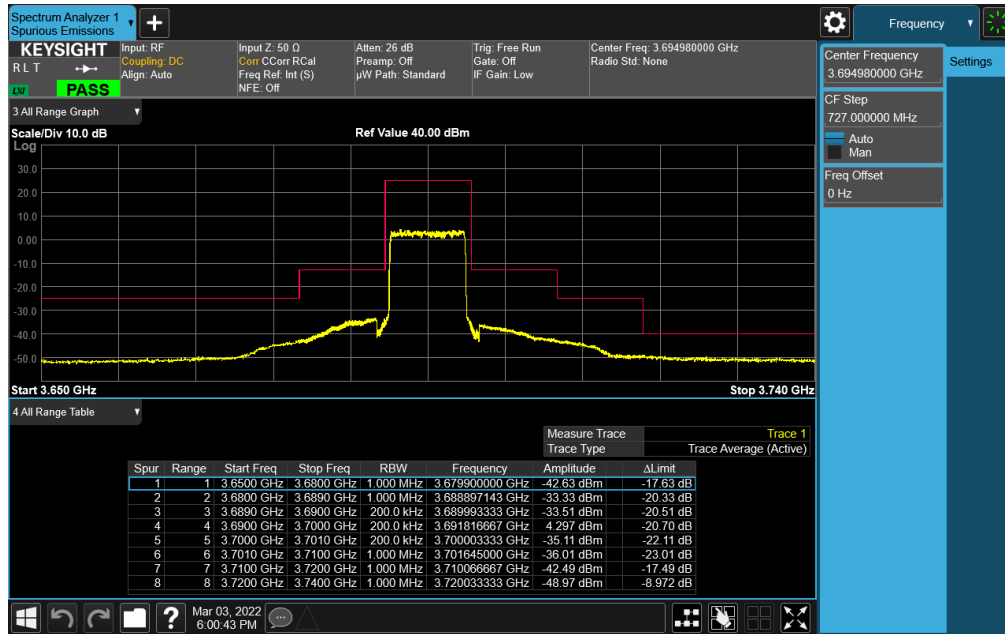 Spectrum Analyzer 1
Spurious Emissions
Frequency
KEYSIGHT
R L T
LXI
PASS
Input: RF
Coupling: DC
Align: Auto
Input Z: 50 Ω
Corr CCorr RCal
Freq Ref: Int (S)
NFE: Off
Atten: 26 dB
Preamp: Off
µW Path: Standard
Trig: Free Run
Gate: Off
IF Gain: Low
Center Freq: 3.694980000 GHz
Radio Std: None
Center Frequency
3.694980000 GHz
Settings
CF Step
727.000000 MHz
Auto
Man
Freq Offset
0 Hz
3 All Range Graph
Scale/Div 10.0 dB
Ref Value 40.00 dBm
Log
30.0
20.0
10.0
0.00
-10.0
-20.0
-30.0
-40.0
-50.0
Start 3.650 GHz
Stop 3.740 GHz
4 All Range Table
Measure Trace Trace 1
Trace Type Trace Average (Active)
Spur Range Start Freq Stop Freq RBW Frequency Amplitude ΔLimit
1 1 3.6500 GHz 3.6800 GHz 1.000 MHz 3.679900000 GHz -42.63 dBm -17.63 dB
2 2 3.6800 GHz 3.6890 GHz 1.000 MHz 3.688897143 GHz -33.33 dBm -20.33 dB
3 3 3.6890 GHz 3.6900 GHz 200.0 kHz 3.689993333 GHz -33.51 dBm -20.51 dB
4 4 3.6900 GHz 3.7000 GHz 200.0 kHz 3.691816667 GHz 4.297 dBm -20.70 dB
5 5 3.7000 GHz 3.7010 GHz 200.0 kHz 3.700003333 GHz -35.11 dBm -22.11 dB
6 6 3.7010 GHz 3.7100 GHz 1.000 MHz 3.701645000 GHz -36.01 dBm -23.01 dB
7 7 3.7100 GHz 3.7200 GHz 1.000 MHz 3.710066667 GHz -42.49 dBm -17.49 dB
8 8 3.7200 GHz 3.7400 GHz 1.000 MHz 3.720033333 GHz -48.97 dBm -8.972 dB
Mar 03, 2022
6:00:43 PM